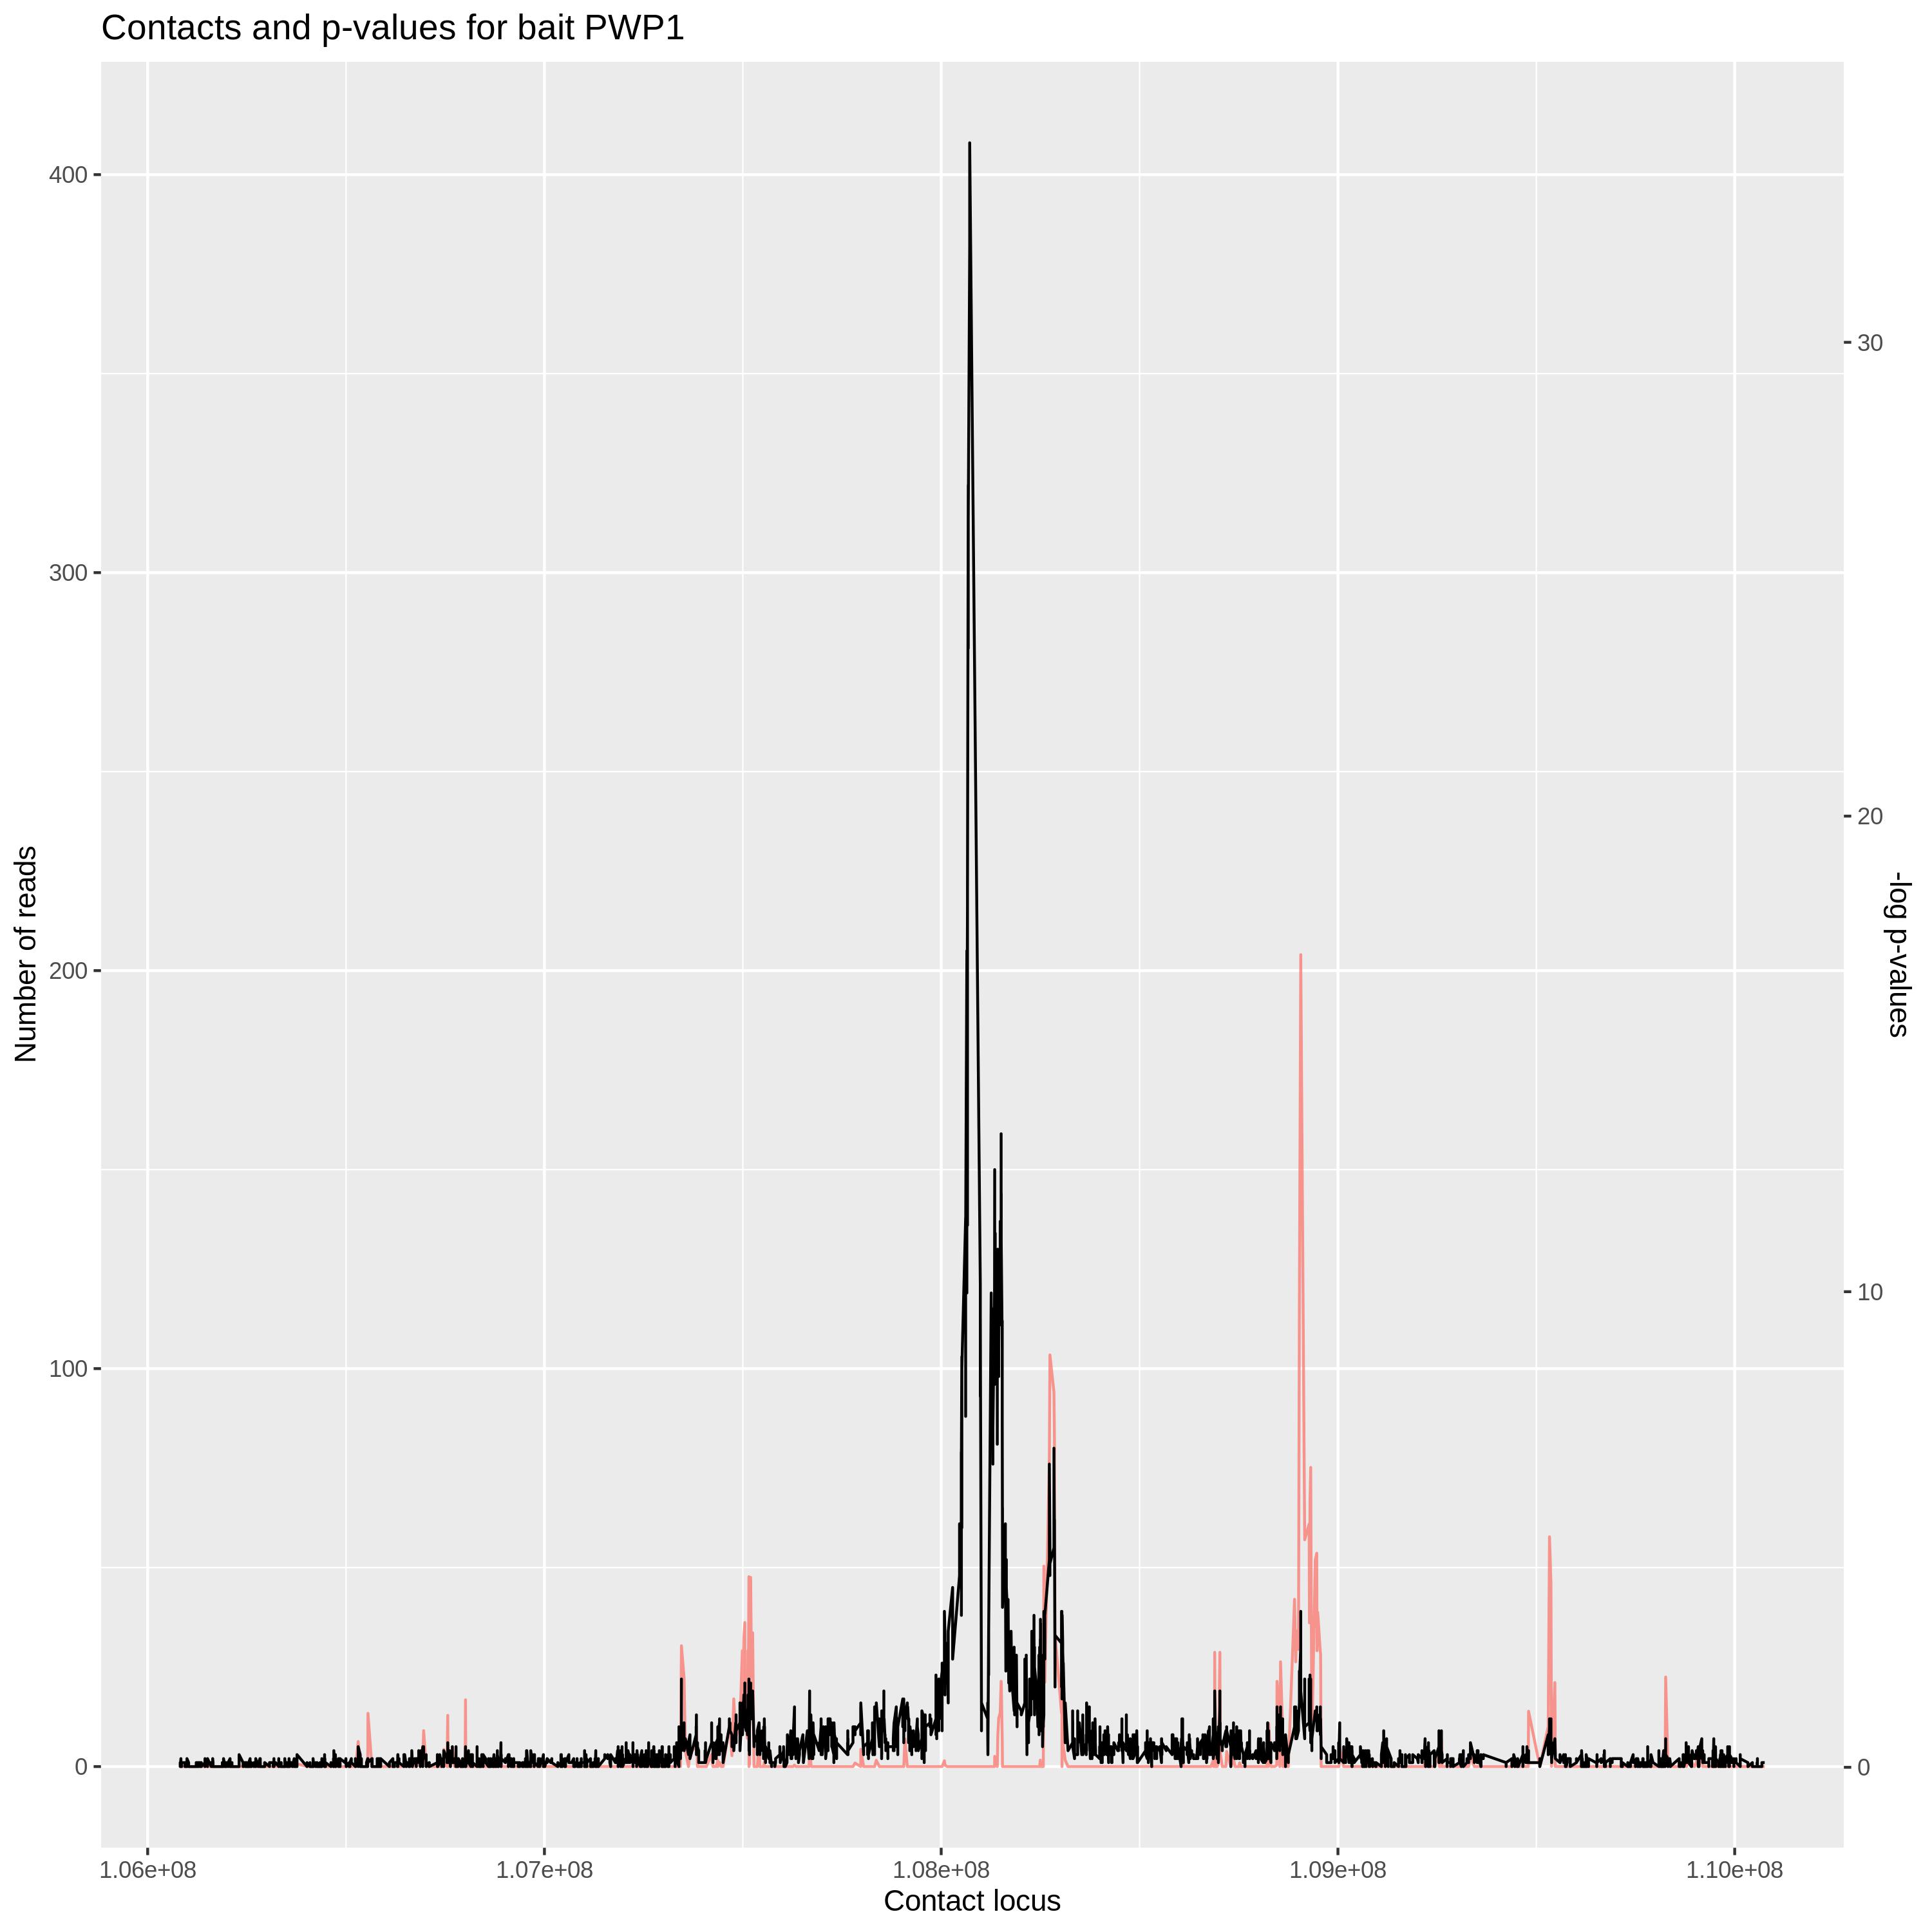 Contacts and p-values for bait PWP1
400
300
200
100
0
Number of reads
30
20
10
0
-log p-values
1.06e+08
1.07e+08
1.08e+08
1.09e+08
1.10e+08
Contact locus